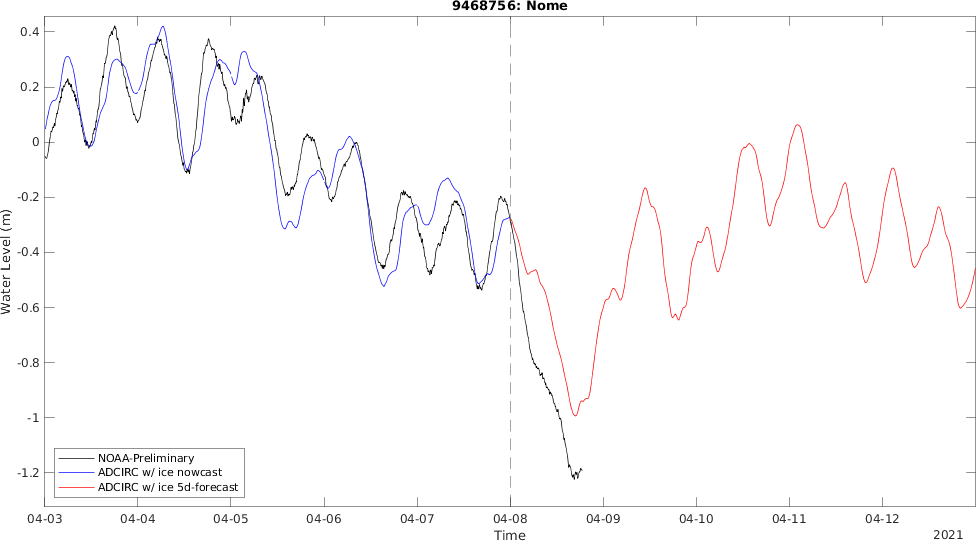 9468756: Nome
Water Level (m)
0.4
0.2
0
-0.2
-0.4
-0.6
-0.8
-1
-1.2
NOAA-Preliminary
ADCIRC w/ ice nowcast
ADCIRC w/ ice 5d-forecast
04-03 04-04 04-05 04-06 04-07 04-08 04-09 04-10 04-11 04-12
Time
2021